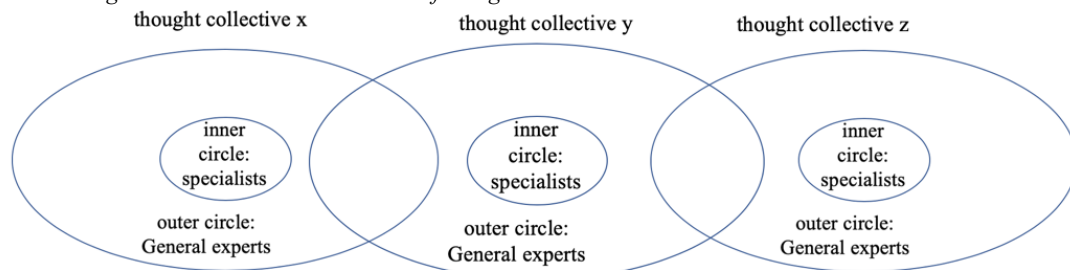 thought collective x
thought collective y
thought collective z
inner
circle:
specialists
outer circle:
General experts
inner
circle:
specialists
outer circle:
General experts
inner
circle:
specialists
outer circle:
General experts